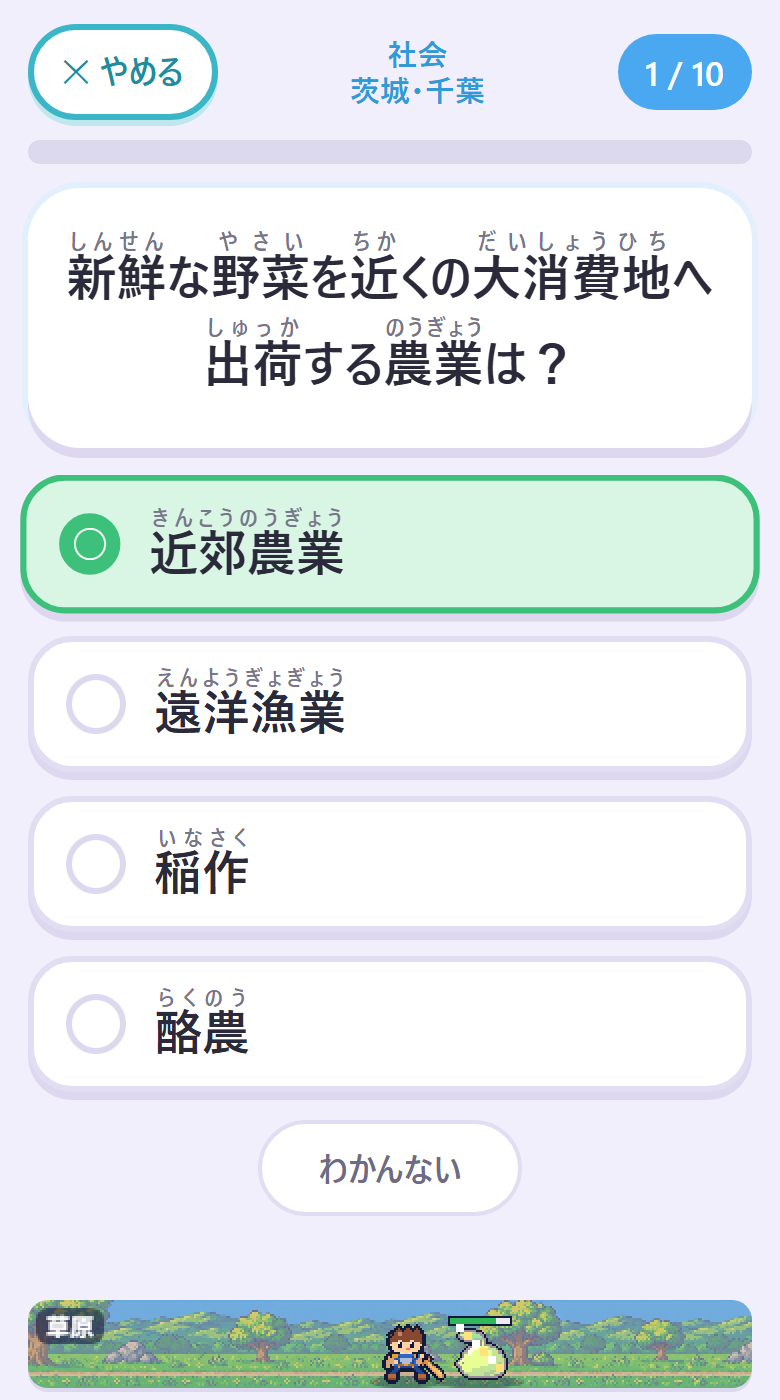 × やめる
社会
茨城・千葉
1 / 10
しんせん やさい ちか だいしょうひち
新鮮な野菜を近くの大消費地へ
しゅっか のうぎょう
出荷する農業は？
きんこうのうぎょう
近郊農業
えんようぎょぎょう
遠洋漁業
いなさく
稲作
らくのう
酪農
わかんない
草原